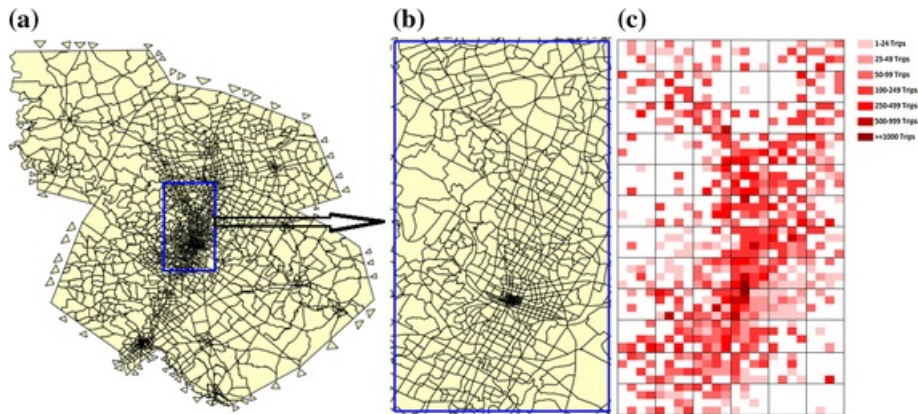 (a)
(b)
(c)
1-24 Trips
25-49 Trips
50-99 Trips
100-249 Trips
250-499 Trips
500-999 Trips
>=1000 Trips